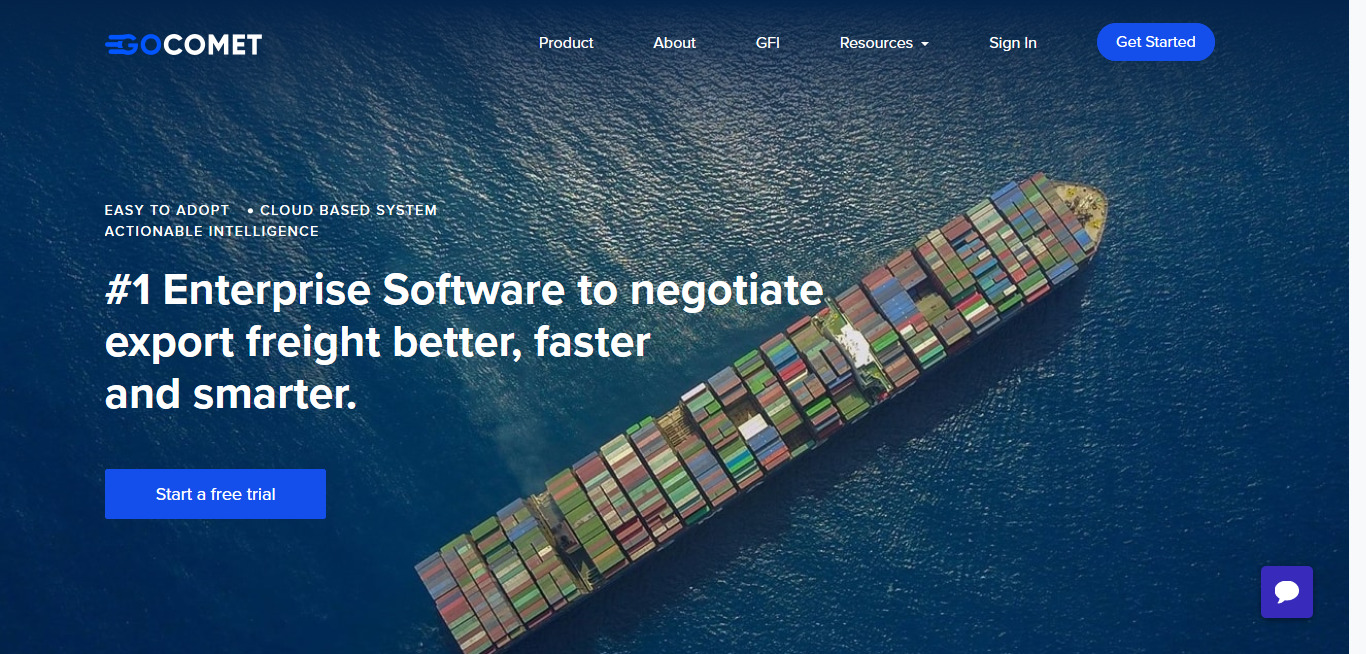 GOCOMET
Product
About
GFI
Resources
Sign In
Get Started
EASY TO ADOPT • CLOUD BASED SYSTEM
ACTIONABLE INTELLIGENCE
#1 Enterprise Software to negotiate
export freight better, faster
and smarter.
Start a free trial